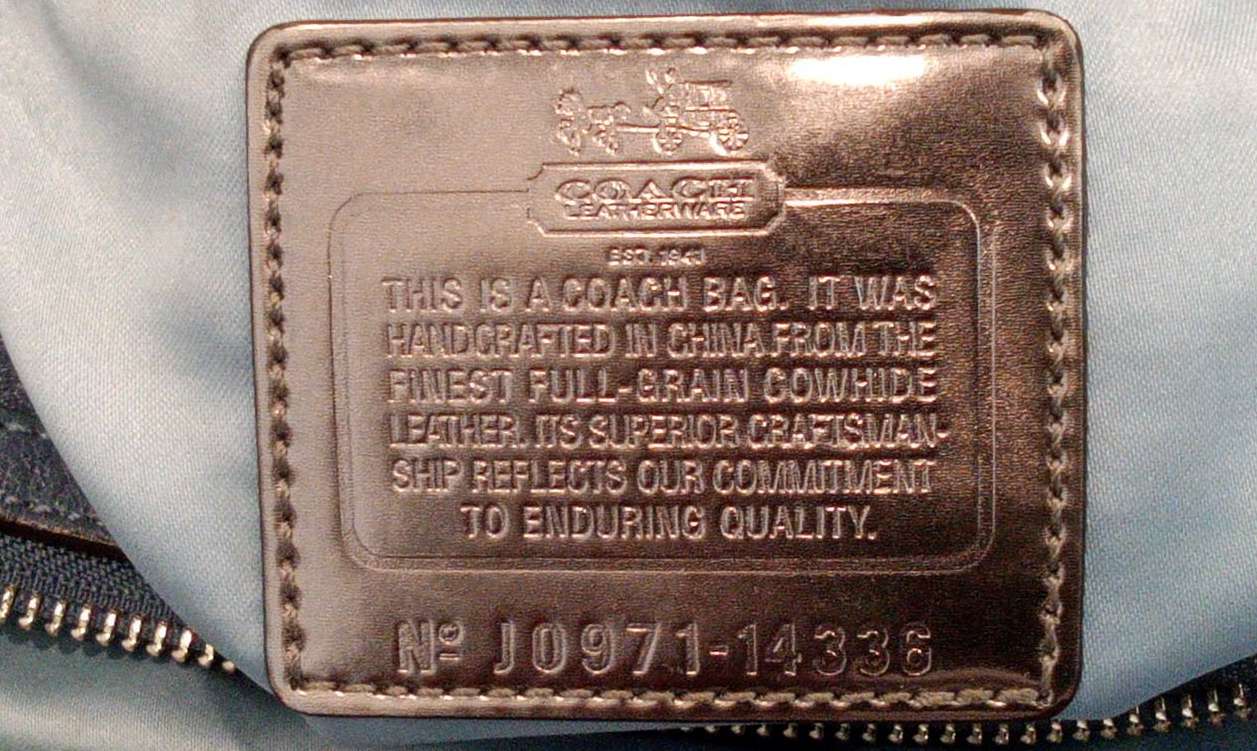 COACH
LEATHERWARE
EST. 1941
THIS IS A COACH BAG. IT WAS
HANDCRAFTED IN CHINA FROM THE
FINEST FULL-GRAIN COWHIDE
LEATHER. ITS SUPERIOR CRAFTSMAN-
SHIP REFLECTS OUR COMMITMENT
TO ENDURING QUALITY.
Nº J0971-14336